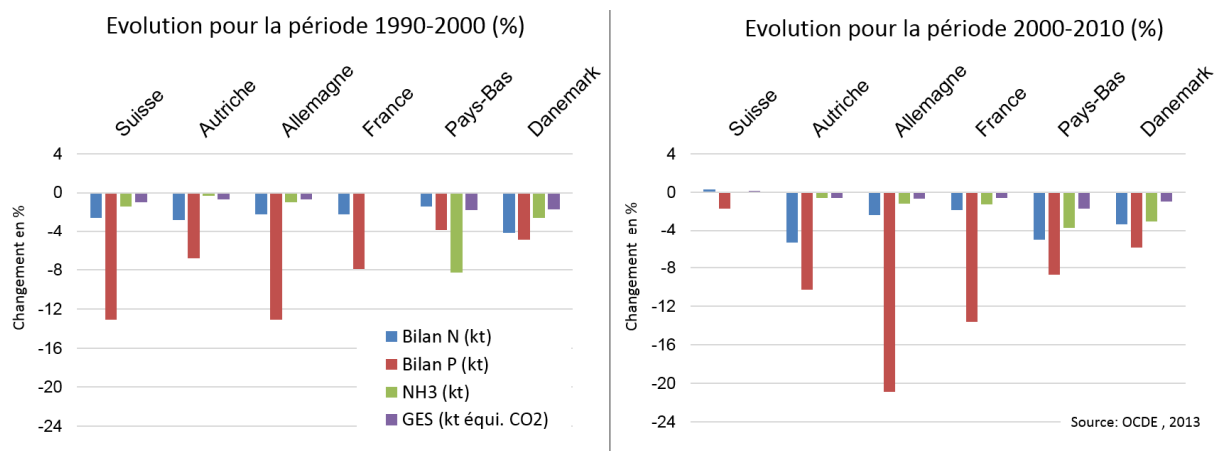 Evolution pour la période 1990-2000 (%)
Suisse
Autriche
Allemagne
France
Pays-Bas
Danemark
Changement en %
4
0
-4
-8
-12
-16
-20
-24
Bilan N (kt)
Bilan P (kt)
NH3 (kt)
GES (kt équi. CO2)
Evolution pour la période 2000-2010 (%)
Suisse
Autriche
Allemagne
France
Pays-Bas
Danemark
Changement en %
4
0
-4
-8
-12
-16
-20
-24
Source: OCDE , 2013